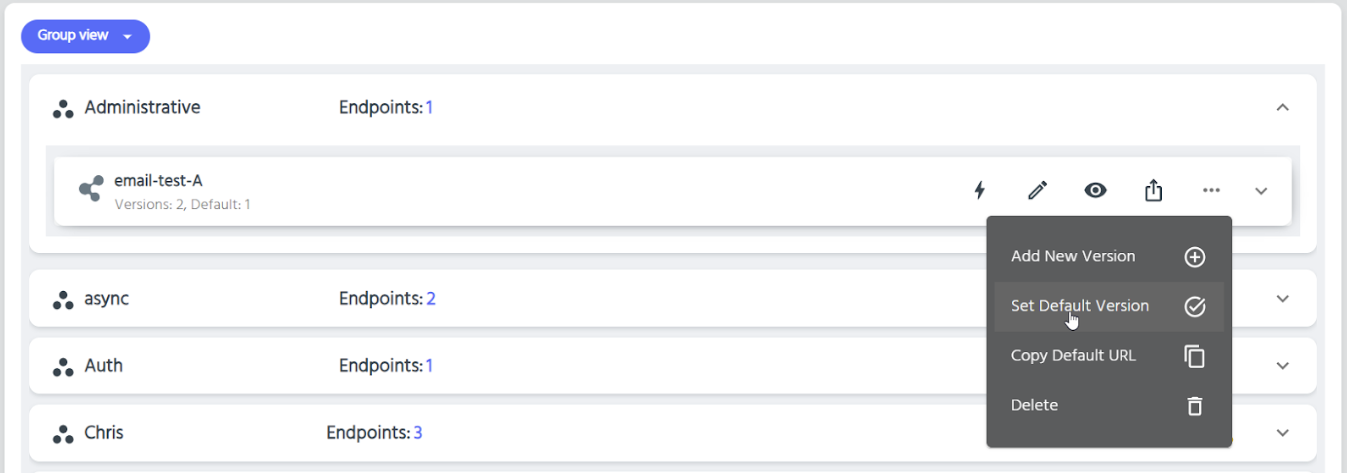 Group view
Administrative Endpoints: 1
email-test-A
Versions: 2, Default: 1
Add New Version
async Endpoints: 2
Set Default Version
Copy Default URL
Auth Endpoints: 1
Delete
Chris Endpoints: 3